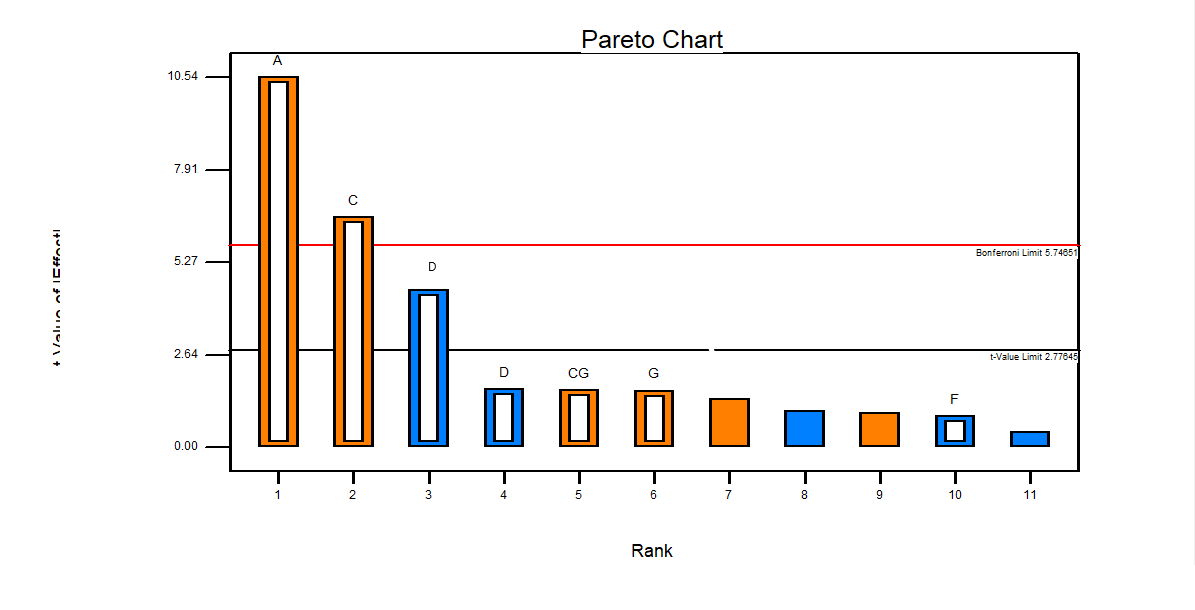 Pareto Chart
A
10.54
7.91
C
5.27
Bonferroni Limit 5.74651
D
2.64
t-Value Limit 2.77645
D
CG
G
F
0.00
1
2
3
4
5
6
7
8
9
10
11
Rank